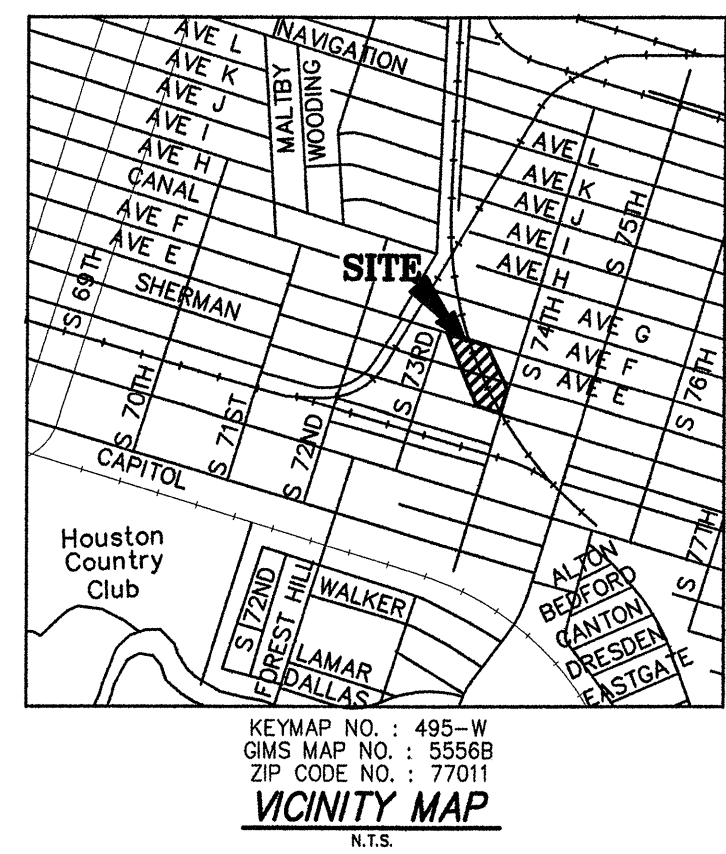 AVE L
AVE K
AVE J
AVE I
AVE H
CANAL
AVE F
AVE E
SHERMAN
NAVIGATION
MALTBY
WOODING
AVE L
AVE K
AVE J
AVE I
AVE H
S 75TH
SITE
S 69TH
S 70TH
S 71ST
S 72ND
S 73RD
S 74TH
AVE G
AVE F
AVE E
S 76TH
S 77TH
CAPITOL
Houston
Country
Club
S 72ND
FOREST HILL
WALKER
LAMAR
DALLAS
ALTON
BEDFORD
CANTON
DRESDEN
EASTGATE
KEYMAP NO. : 495-W
GIMS MAP NO. : 5556B
ZIP CODE NO. : 77011
VICINITY MAP
N.T.S.